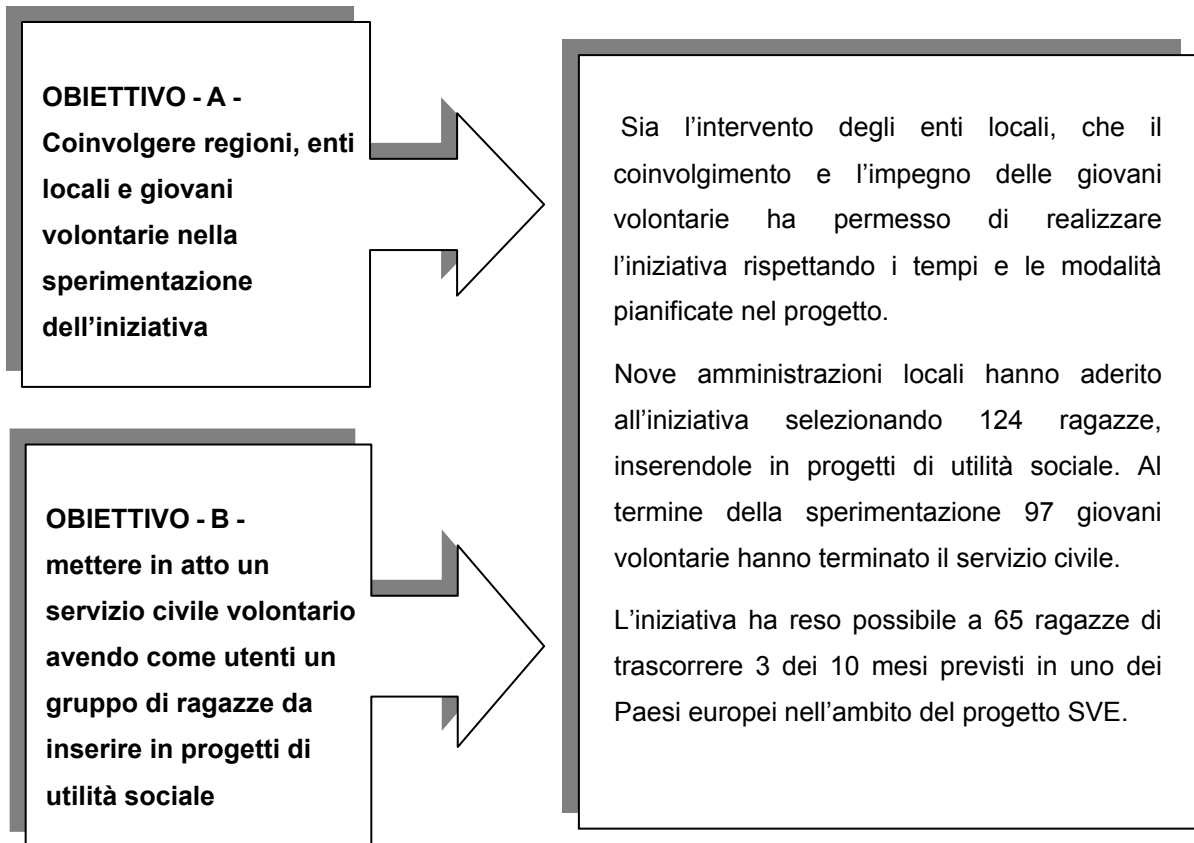 OBIETTIVO - A -
Coinvolgere regioni, enti
locali e giovani
volontarie nella
sperimentazione
dell’iniziativa
OBIETTIVO - B -
mettere in atto un
servizio civile volontario
avendo come utenti un
gruppo di ragazze da
inserire in progetti di
utilità sociale
Sia l’intervento degli enti locali, che il
coinvolgimento e l’impegno delle giovani
volontarie ha permesso di realizzare
l’iniziativa rispettando i tempi e le modalità
pianificate nel progetto.
Nove amministrazioni locali hanno aderito
all’iniziativa selezionando 124 ragazze,
inserendole in progetti di utilità sociale. Al
termine della sperimentazione 97 giovani
volontarie hanno terminato il servizio civile.
L’iniziativa ha reso possibile a 65 ragazze di
trascorrere 3 dei 10 mesi previsti in uno dei
Paesi europei nell’ambito del progetto SVE.